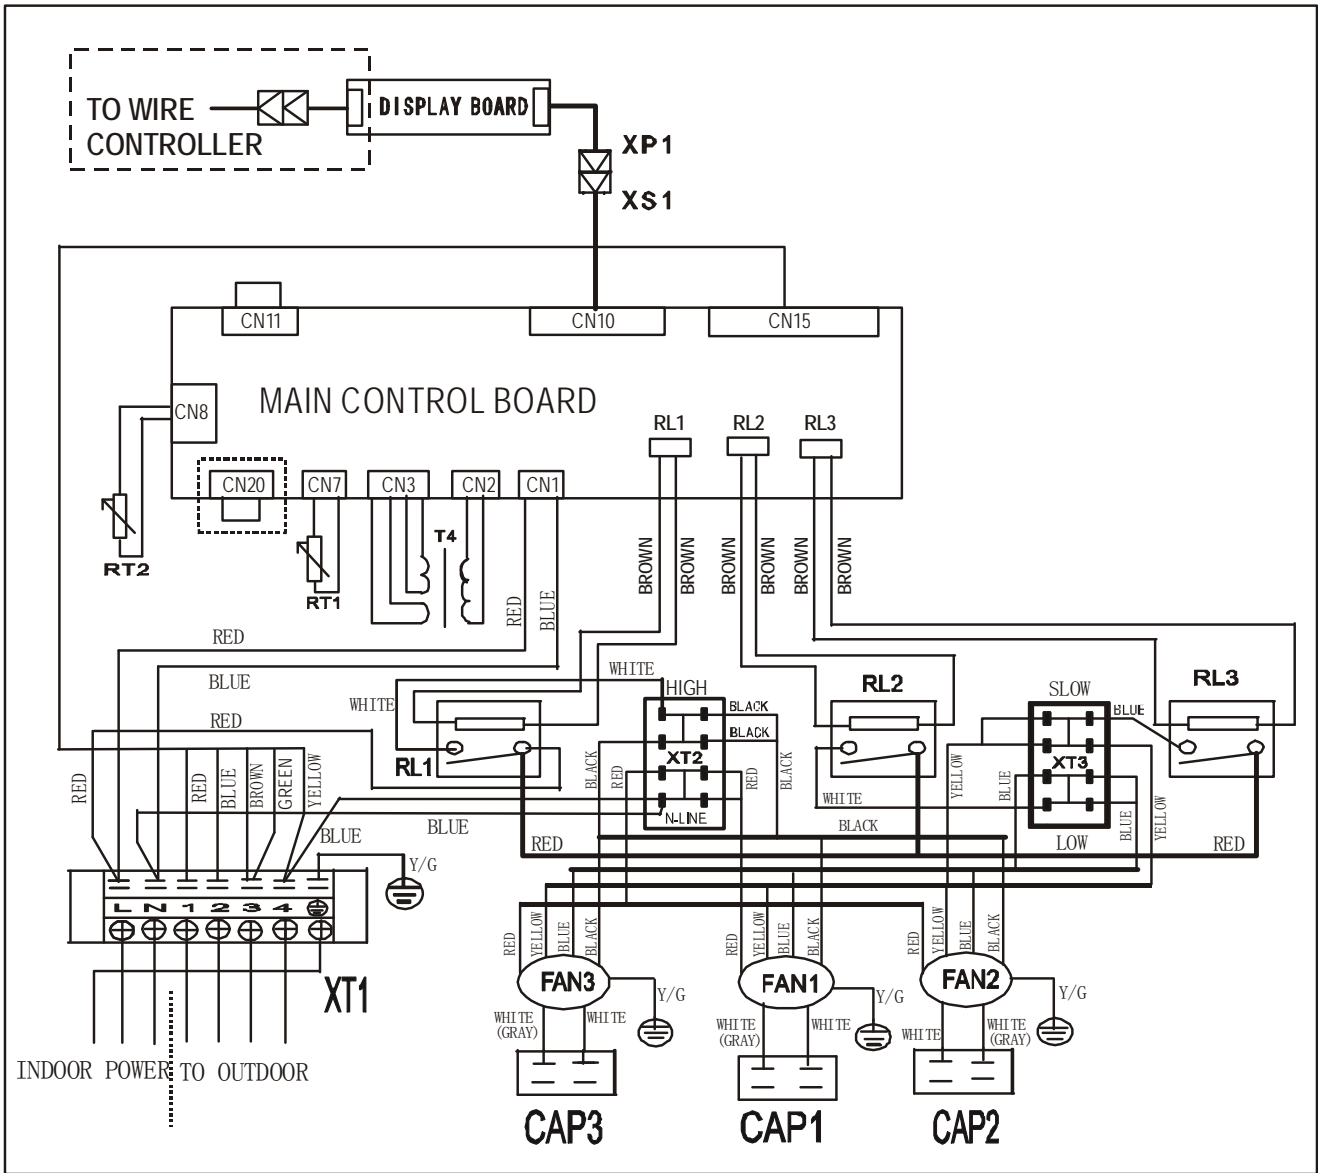 TO WIRE
CONTROLLER
DISPLAY BOARD
XP1
XS1
CN11
CN10
CN15
MAIN CONTROL BOARD
CN8
RL1
RL2
RL3
CN20
CN7
CN3
CN2
CN1
RT2
RT1
T4
RED
BLUE
BROWN
BROWN
BROWN
BROWN
BROWN
BROWN
RED
BLUE
RED
WHITE
WHITE
HIGH
BLACK
BLACK
XT2
N-LINE
RL1
RL2
SLOW
BLUE
XT3
LOW
RL3
RED
RED
BLUE
BROWN
GREEN
YELLOW
BLUE
BLUE
BLACK
RED
RED
BLACK
WHITE
YELLOW
BLUE
BLUE
YELLOW
BLACK
RED
RED
Y/G
L N 1 2 3 4
XT1
INDOOR POWER
TO OUTDOOR
RED
YELLOW
BLUE
BLACK
RED
YELLOW
BLUE
BLACK
RED
YELLOW
BLUE
BLACK
FAN3
FAN1
FAN2
Y/G
Y/G
Y/G
WHITE
(GRAY)
WHITE
WHITE
(GRAY)
WHITE
WHITE
WHITE
(GRAY)
CAP3
CAP1
CAP2